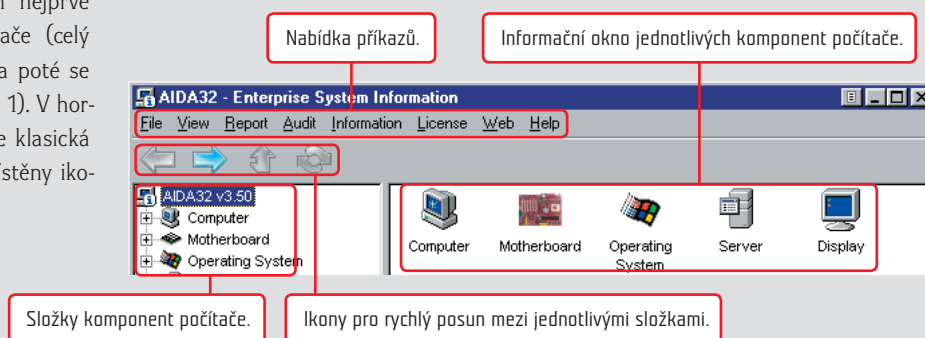 nejprve
ače (celý
a poté se
1). V hor-
e klasická
stěny iko-
Nabídka příkazů.
Informační okno jednotlivých komponent počítače.
AIDA32 - Enterprise System Information
File View Report Audit Information License Web Help
AIDA32 v3.50
Computer
Motherboard
Operating System
Computer Motherboard Operating System Server Display
Složky komponent počítače.
Ikony pro rychlý posun mezi jednotlivými složkami.